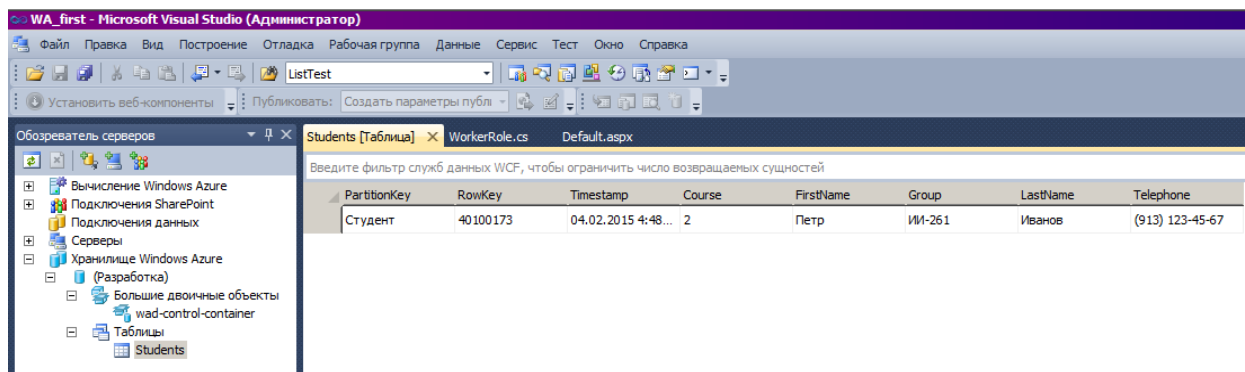 WA_first - Microsoft Visual Studio (Администратор)
Файл Правка Вид Построение Отладка Рабочая группа Данные Сервис Тест Окно Справка
ListTest
Установить веб-компоненты Публиковать: Создать параметры публи
Обозреватель серверов
Students [Таблица] WorkerRole.cs Default.aspx
Введите фильтр служб данных WCF, чтобы ограничить число возвращаемых сущностей
PartitionKey RowKey Timestamp Course FirstName Group LastName Telephone
Студент 40100173 04.02.2015 4:48... 2 Петр ИИ-261 Иванов (913) 123-45-67
Вычисление Windows Azure
Подключения SharePoint
Подключения данных
Серверы
Хранилище Windows Azure
(Разработка)
Большие двоичные объекты
wad-control-container
Таблицы
Students